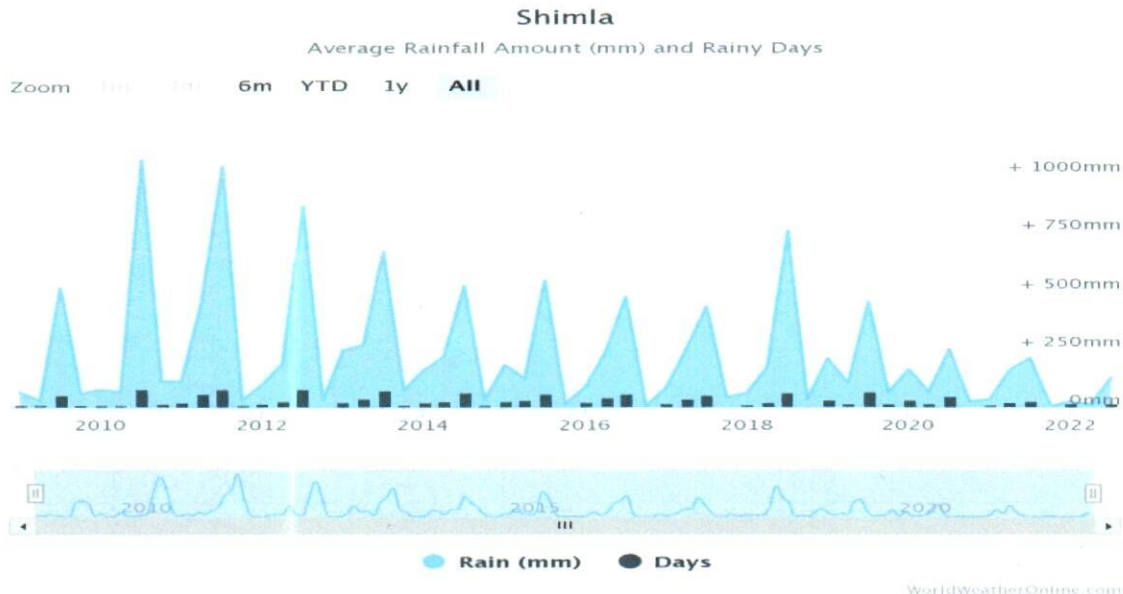 Shimla
Average Rainfall Amount (mm) and Rainy Days
Zoom 6m YTD 1y All
+ 1000mm
+ 750mm
+ 500mm
+ 250mm
0mm
2010 2012 2014 2016 2018 2020 2022
2010 2015 2020
Rain (mm) Days
WorldWeatherOnline.com